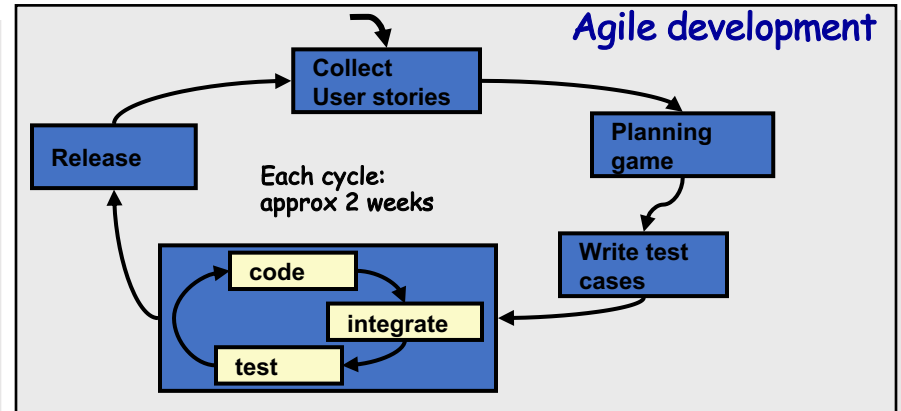 Agile development
Collect
User stories
Planning
game
Release
Each cycle:
approx 2 weeks
Write test
cases
code
integrate
test